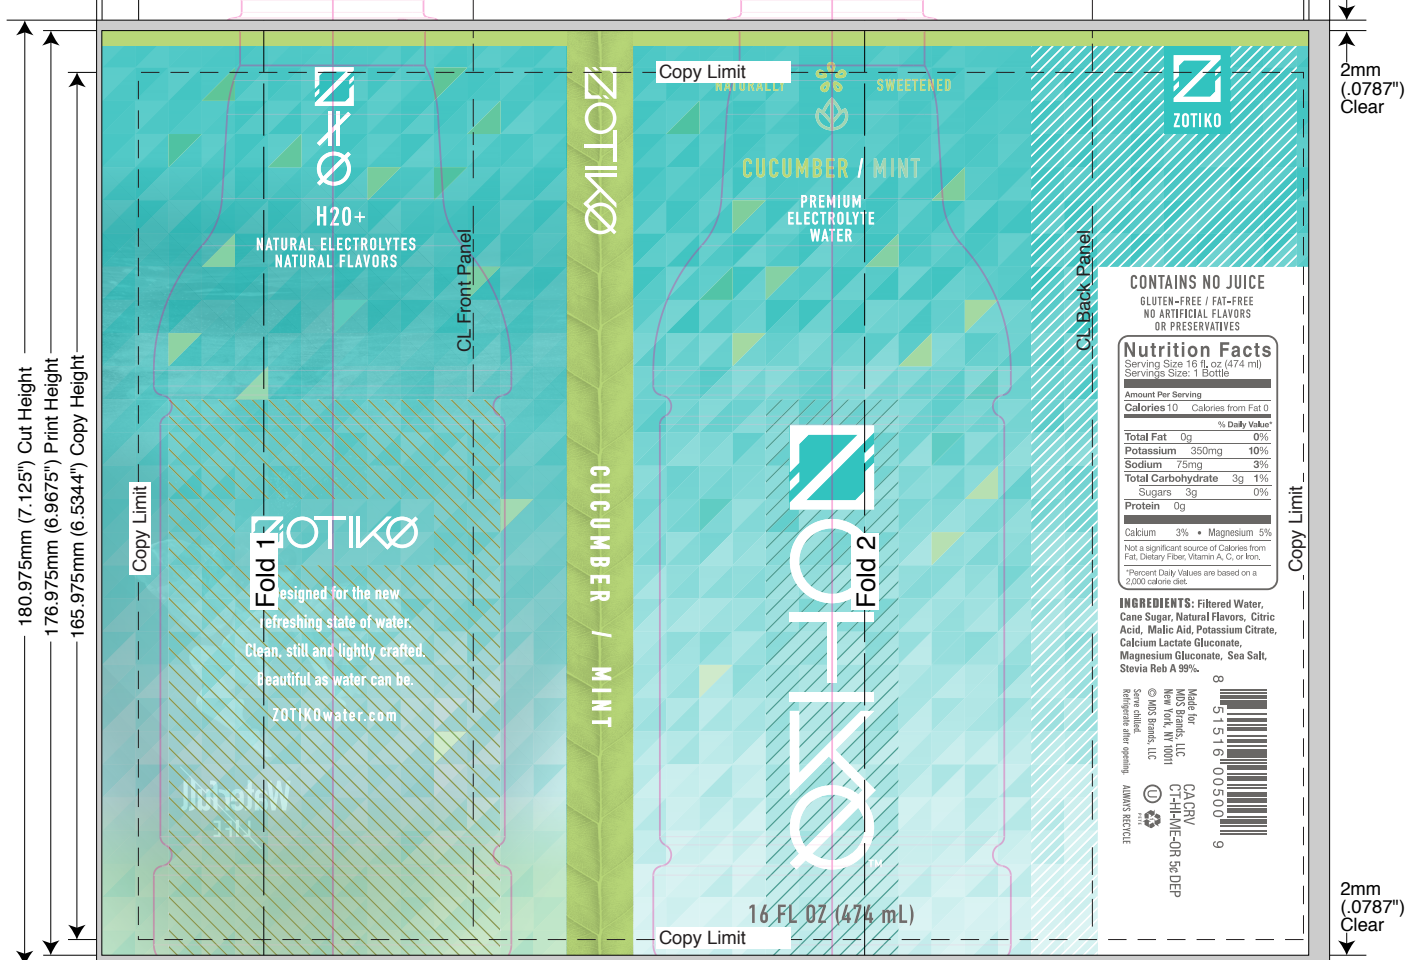 180.975mm (7.125") Cut Height
176.975mm (6.9675") Print Height
165.975mm (6.5344") Copy Height
Copy Limit
H20+
NATURAL ELECTROLYTES
NATURAL FLAVORS
CL Front Panel
Fold 1
ZOTIKO
esigned for the new
refreshing state of water.
Clean, still and lightly crafted.
Beautiful as water can be.
ZOTIKOwater.com
Waterfull
LIFE
ZOTIKO
CUCUMBER / MINT
Copy Limit
NATURALLY SWEETENED
CUCUMBER / MINT
PREMIUM
ELECTROLYTE
WATER
Fold 2
ZOTIKO™
16 FL OZ (474 mL)
Copy Limit
CL Back Panel
ZOTIKO
CONTAINS NO JUICE
GLUTEN-FREE / FAT-FREE
NO ARTIFICIAL FLAVORS
OR PRESERVATIVES
Nutrition Facts
Serving Size 16 fl. oz (474 ml)
Servings Size: 1 Bottle
Amount Per Serving
Calories 10 Calories from Fat 0
% Daily Value*
Total Fat 0g 0%
Potassium 350mg 10%
Sodium 75mg 3%
Total Carbohydrate 3g 1%
Sugars 3g 0%
Protein 0g
Calcium 3% • Magnesium 5%
Not a significant source of Calories from
Fat, Dietary Fiber, Vitamin A, C, or Iron.
*Percent Daily Values are based on a
2,000 calorie diet.
INGREDIENTS: Filtered Water,
Cane Sugar, Natural Flavors, Citric
Acid, Malic Aid, Potassium Citrate,
Calcium Lactate Gluconate,
Magnesium Gluconate, Sea Salt,
Stevia Reb A 99%.
Made for
MDS Brands, LLC
New York, NY 10011
© MDS Brands, LLC
Serve chilled.
Refrigerate after opening. ALWAYS RECYCLE
CA CRV
CT-HI-ME-OR 5¢ DEP
8 51516 00500 9
Copy Limit
2mm
(.0787")
Clear
2mm
(.0787")
Clear